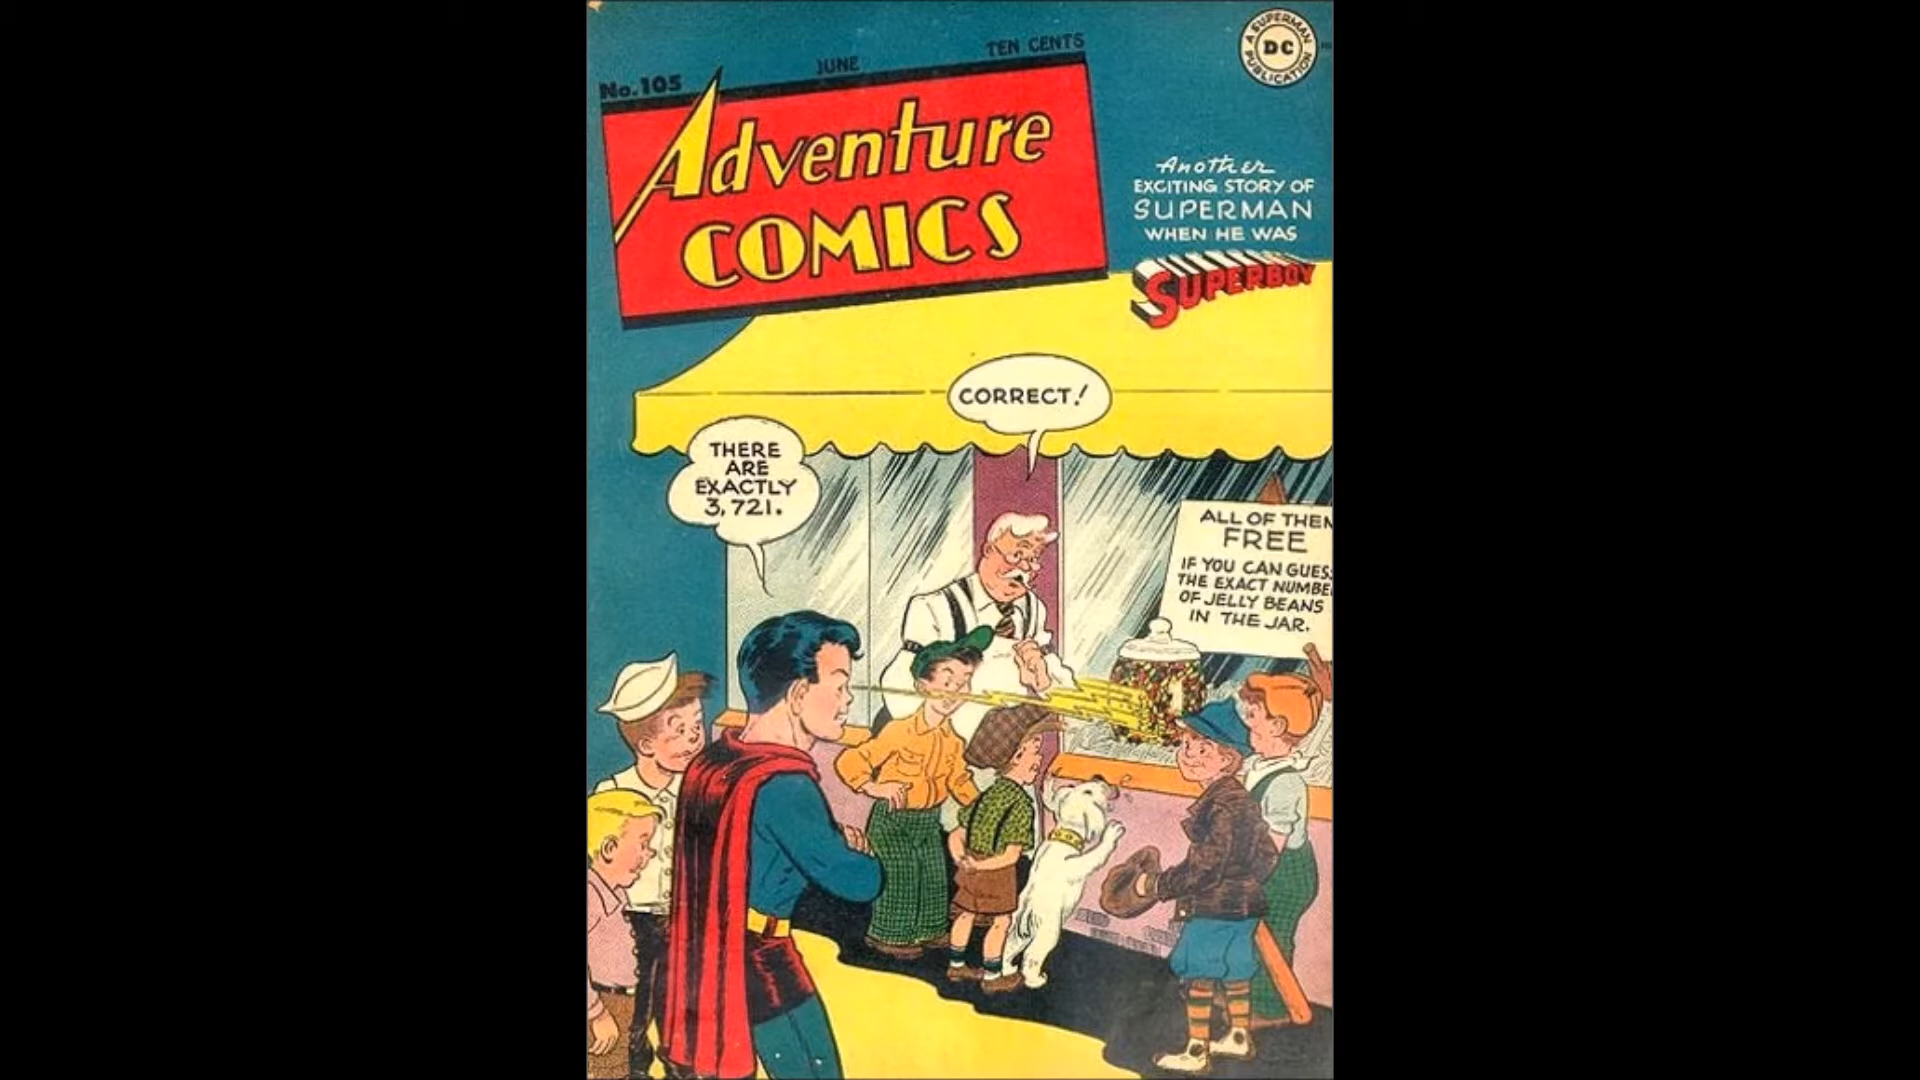 No.105
JUNE
TEN CENTS
A SUPERMAN
DC
PUBLICATION
Adventure
COMICS
Another
EXCITING STORY OF
SUPERMAN
WHEN HE WAS
SUPERBOY
CORRECT!
THERE
ARE
EXACTLY
3,721.
ALL OF THEM
FREE
IF YOU CAN GUES
THE EXACT NUMBE
OF JELLY BEANS
IN THE JAR.